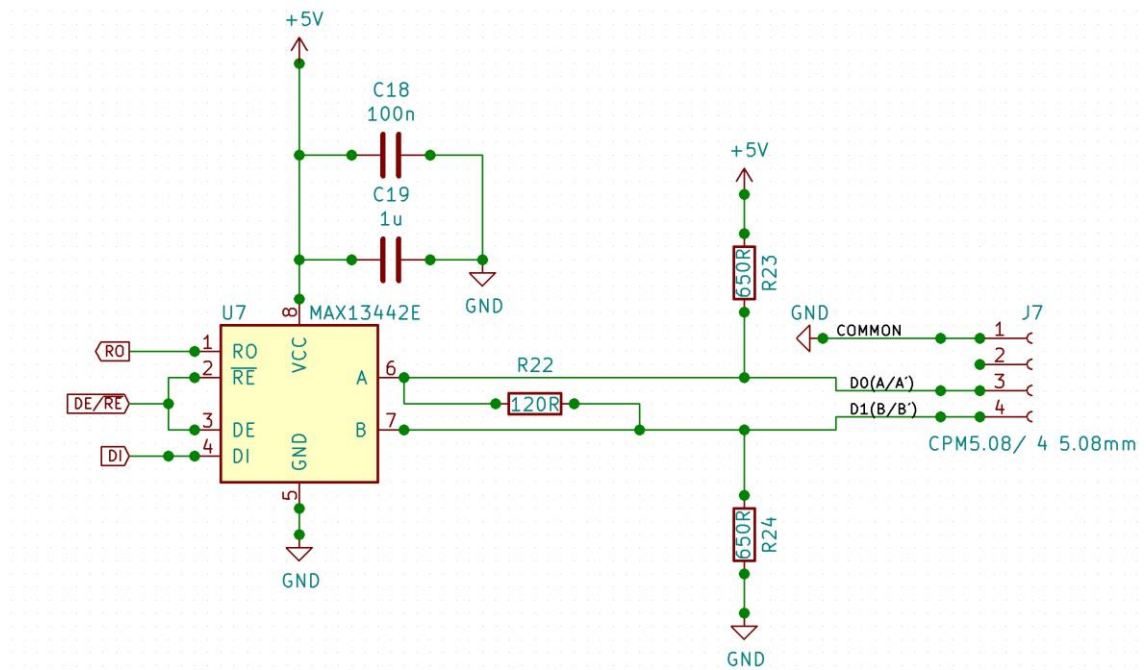 +5V
C18
100n
C19
1u
GND
+5V
650R
R23
U7
MAX13442E
8
VCC
RO
1
RO
2
RE
DE/RE
3
DE
DI
4
DI
GND
5
GND
A
6
B
7
R22
120R
GND
COMMON
J7
1
2
D0(A/A')
3
D1(B/B')
4
CPM5.08/ 4 5.08mm
650R
R24
GND